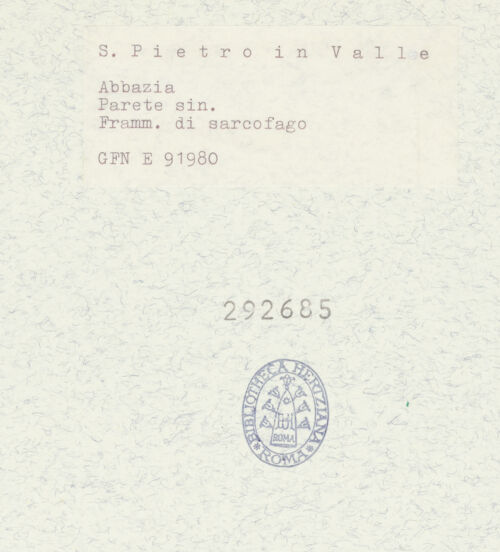 S. Pietro in Valle
Abbazia
Parete sin.
Framm. di sarcofago
GFN E 91980
292685
BIBLIOTHECA HERTZIANA
ROMA
* ROMA *